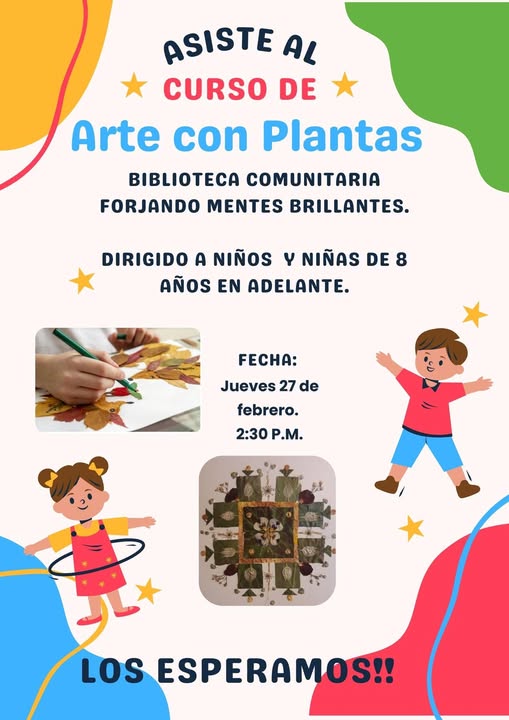 ASISTE AL
CURSO DE
Arte con Plantas
BIBLIOTECA COMUNITARIA
FORJANDO MENTES BRILLANTES.
DIRIGIDO A NIÑOS Y NIÑAS DE 8
AÑOS EN ADELANTE.
FECHA:
Jueves 27 de
febrero.
2:30 P.M.
LOS ESPERAMOS!!